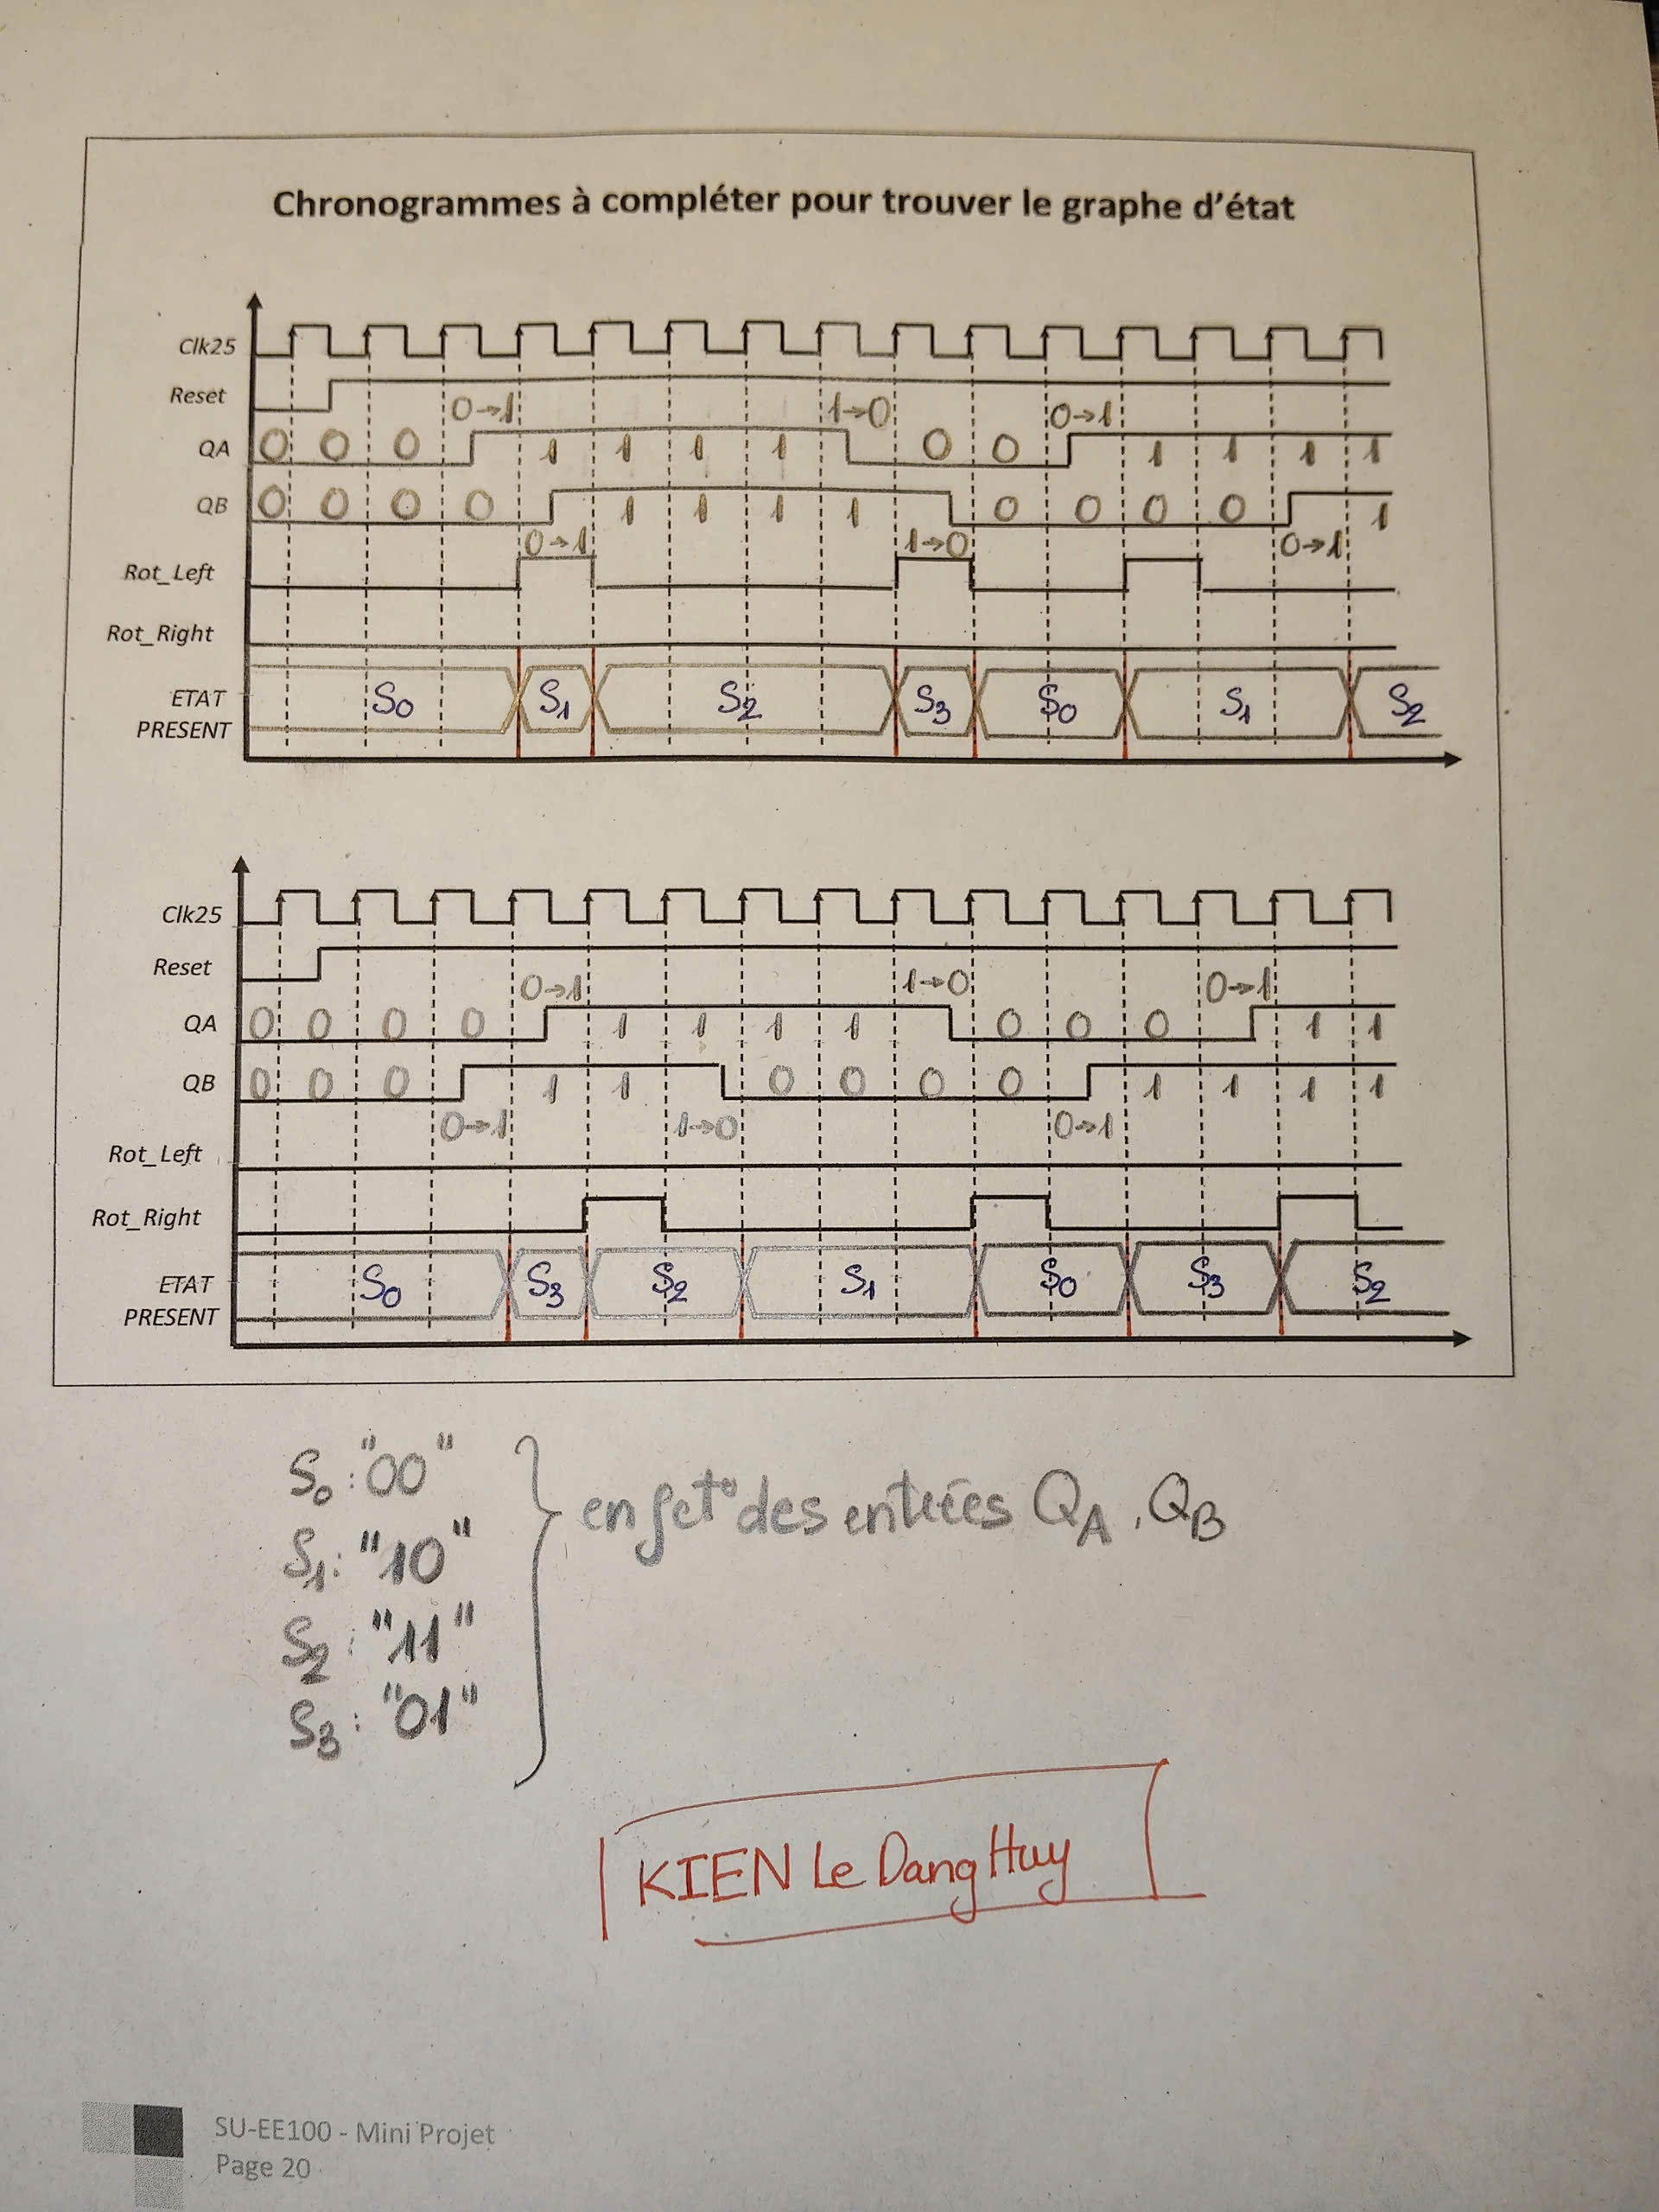 Chronogrammes à compléter pour trouver le graphe d'état
Clk25
Reset
0→1 1→0 0→1
QA 0 0 0 1 1 1 1 0 0 1 1 1 1
QB 0 0 0 0 1 1 1 1 0 0 0 0 1
0→1 1→0 0→1
Rot_Left
Rot_Right
ETAT PRESENT S0 S1 S2 S3 S0 S1 S2
Clk25
Reset
0→1 1→0 0→1
QA 0 0 0 0 1 1 1 1 0 0 0 1 1
QB 0 0 0 1 1 0 0 0 0 1 1 1 1
0→1 1→0 0→1
Rot_Left
Rot_Right
ETAT PRESENT S0 S3 S2 S1 S0 S3 S2
S0 : "00"
S1 : "10"
S2 : "11"
S3 : "01"
en fct° des entrées QA, QB
KIEN Le Dang Huy
SU-EE100 - Mini Projet
Page 20